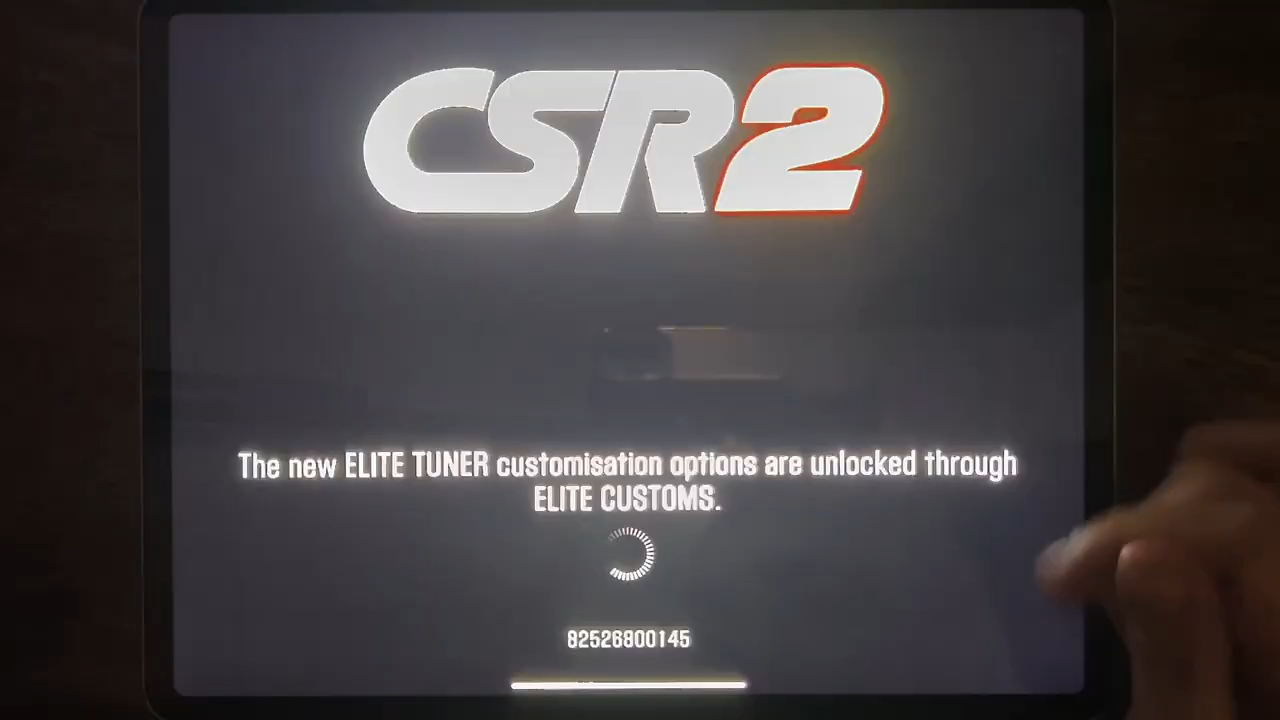 CSR2
The new ELITE TUNER customisation options are unlocked through
ELITE CUSTOMS.
82526800145